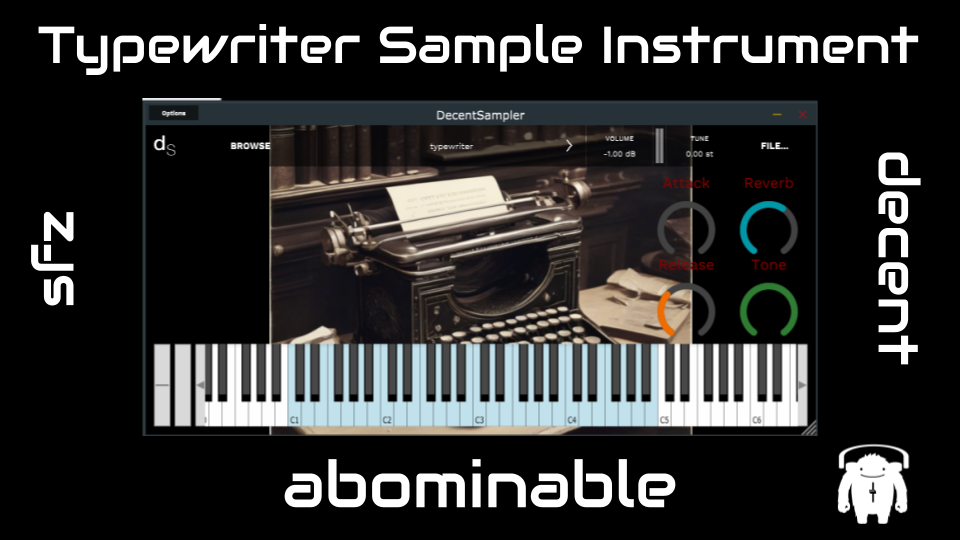 Typewriter Sample Instrument
Options
DecentSampler
ds
BROWSE
typewriter
VOLUME
-1.00 dB
TUNE
0.00 st
FILE...
Attack
Reverb
Release
Tone
C1
C2
C3
C4
C5
C6
sfz
decent
abominable